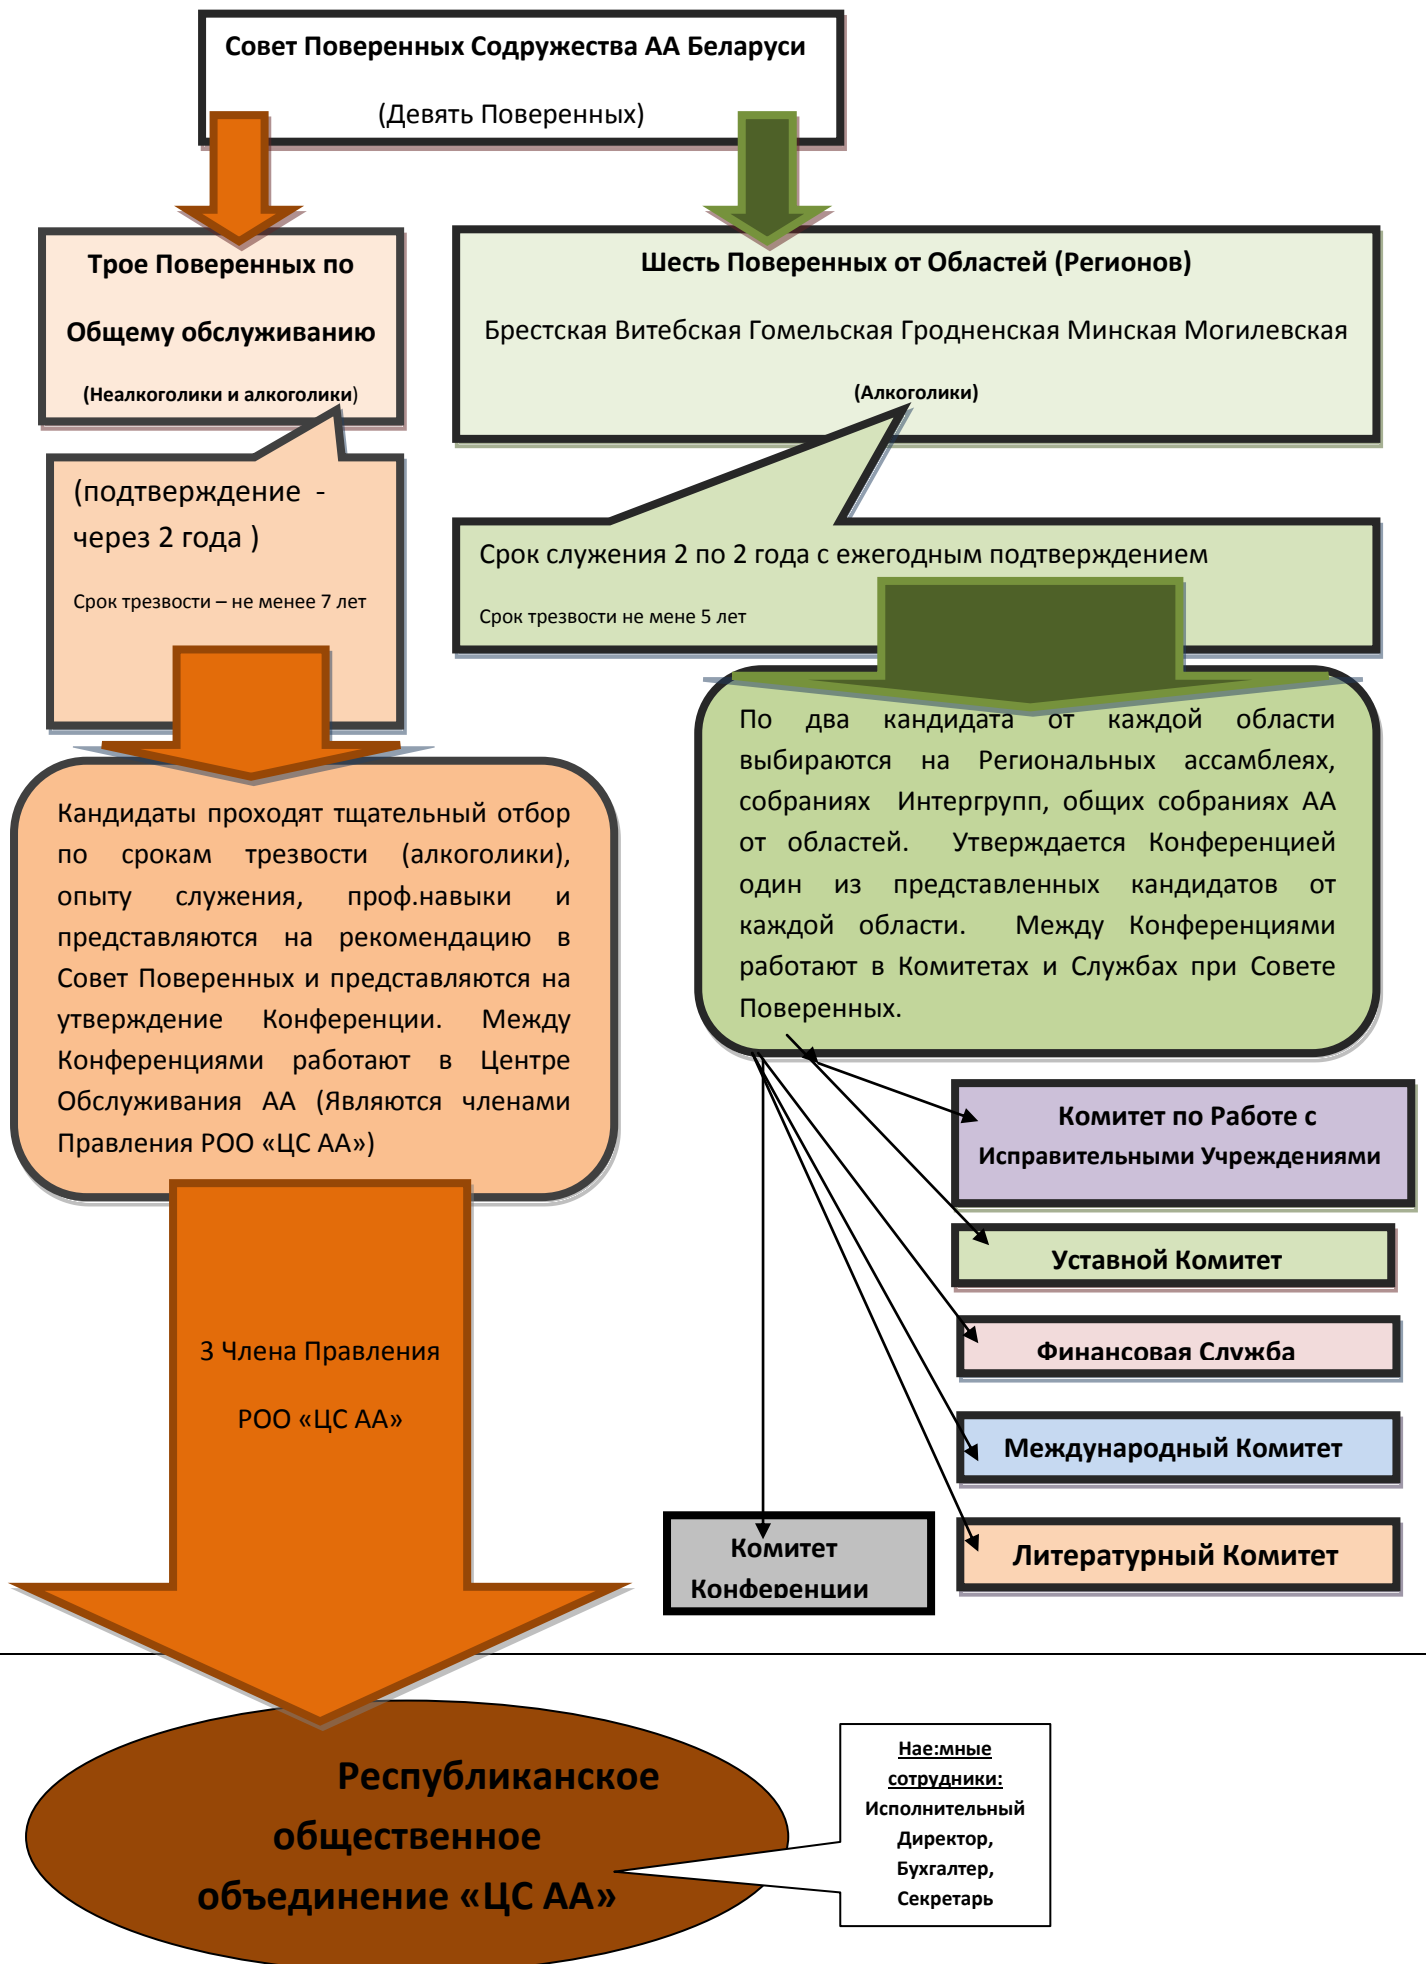 Совет Поверенных Содружества АА Беларуси
(Девять Поверенных)
Трое Поверенных по
Общему обслуживанию
(Неалкоголики и алкоголики)
Шесть Поверенных от Областей (Регионов)
Брестская Витебская Гомельская Гродненская Минская Могилевская
(Алкоголики)
(подтверждение -
через 2 года )
Срок трезвости – не менее 7 лет
Срок служения 2 по 2 года с ежегодным подтверждением
Срок трезвости не мене 5 лет
Кандидаты проходят тщательный отбор
по срокам трезвости (алкоголики),
опыту служения, проф.навыки и
представляются на рекомендацию в
Совет Поверенных и представляются на
утверждение Конференции. Между
Конференциями работают в Центре
Обслуживания АА (Являются членами
Правления РОО «ЦС АА»)
По два кандидата от каждой области
выбираются на Региональных ассамблеях,
собраниях Интергрупп, общих собраниях АА
от областей. Утверждается Конференцией
один из представленных кандидатов от
каждой области. Между Конференциями
работают в Комитетах и Службах при Совете
Поверенных.
Комитет по Работе с
Исправительными Учреждениями
Уставной Комитет
Финансовая Служба
Международный Комитет
Литературный Комитет
Комитет
Конференции
3 Члена Правления
РОО «ЦС АА»
Республиканское
общественное
объединение «ЦС АА»
Нае:мные
сотрудники:
Исполнительный
Директор,
Бухгалтер,
Секретарь